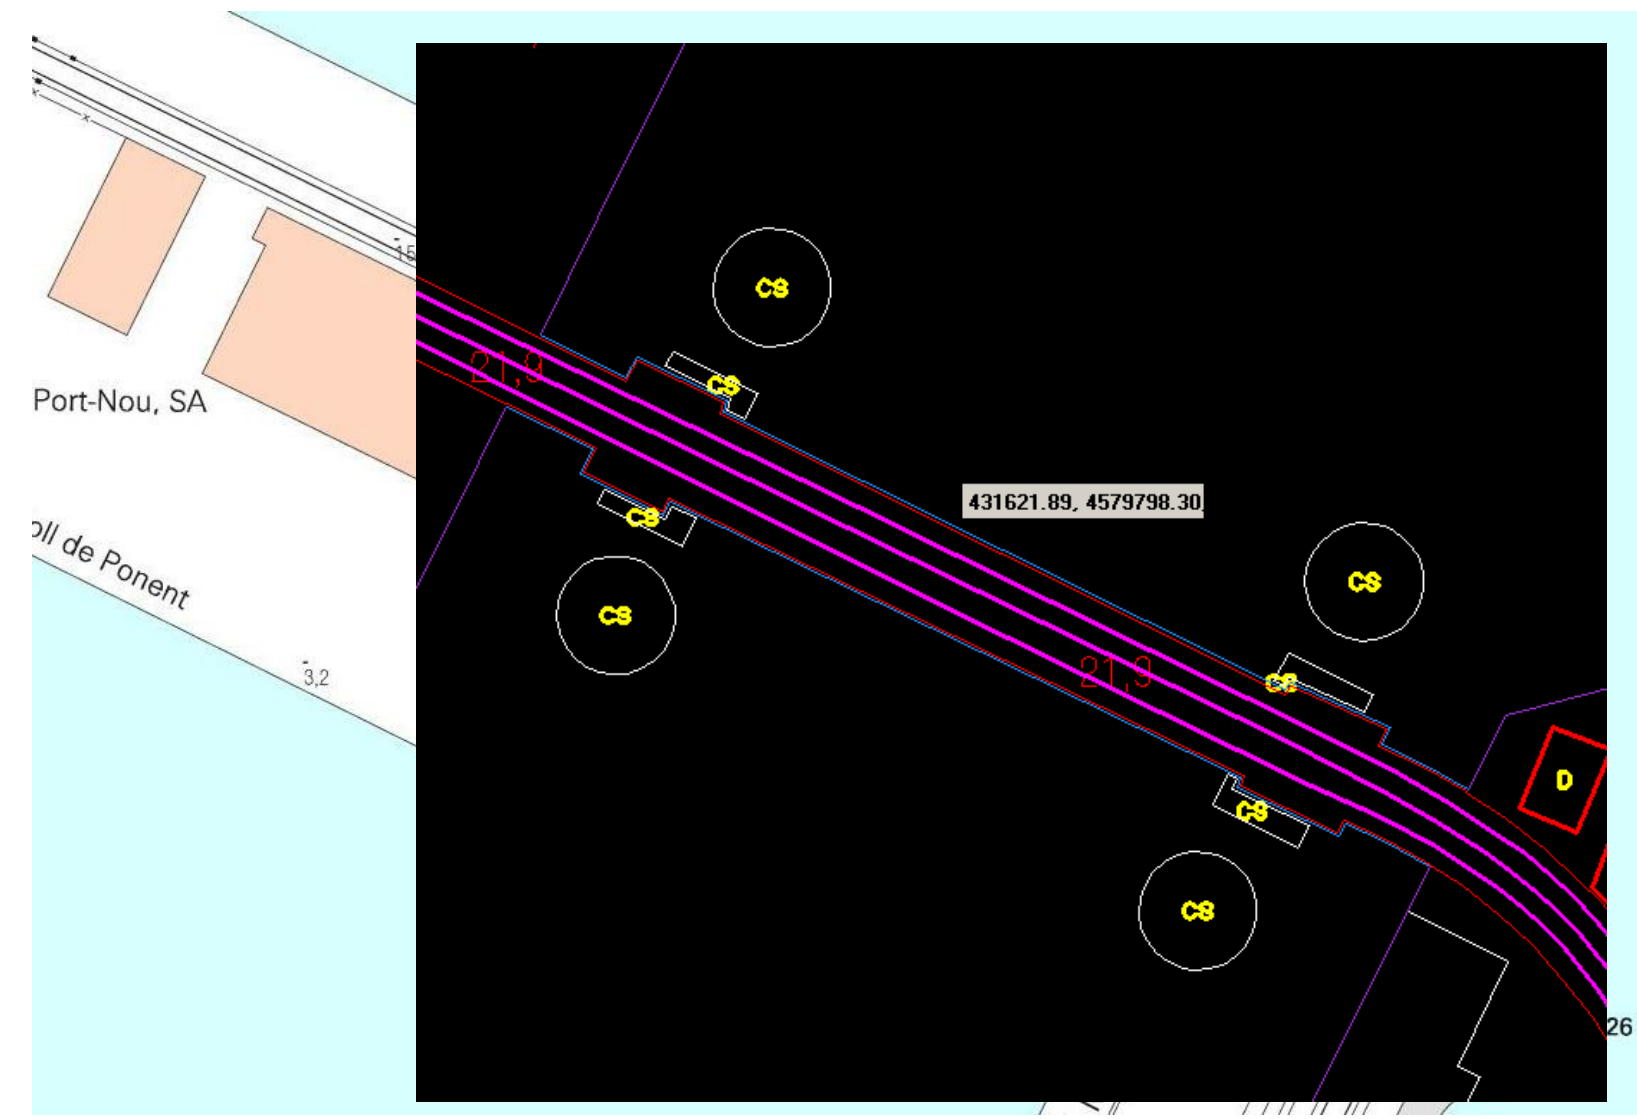 15
CS
21,9
CS
Port-Nou, SA
431621.89, 4579798.30
CS
oll de Ponent
CS
CS
3,2
21,9
CS
D
CS
CS
26